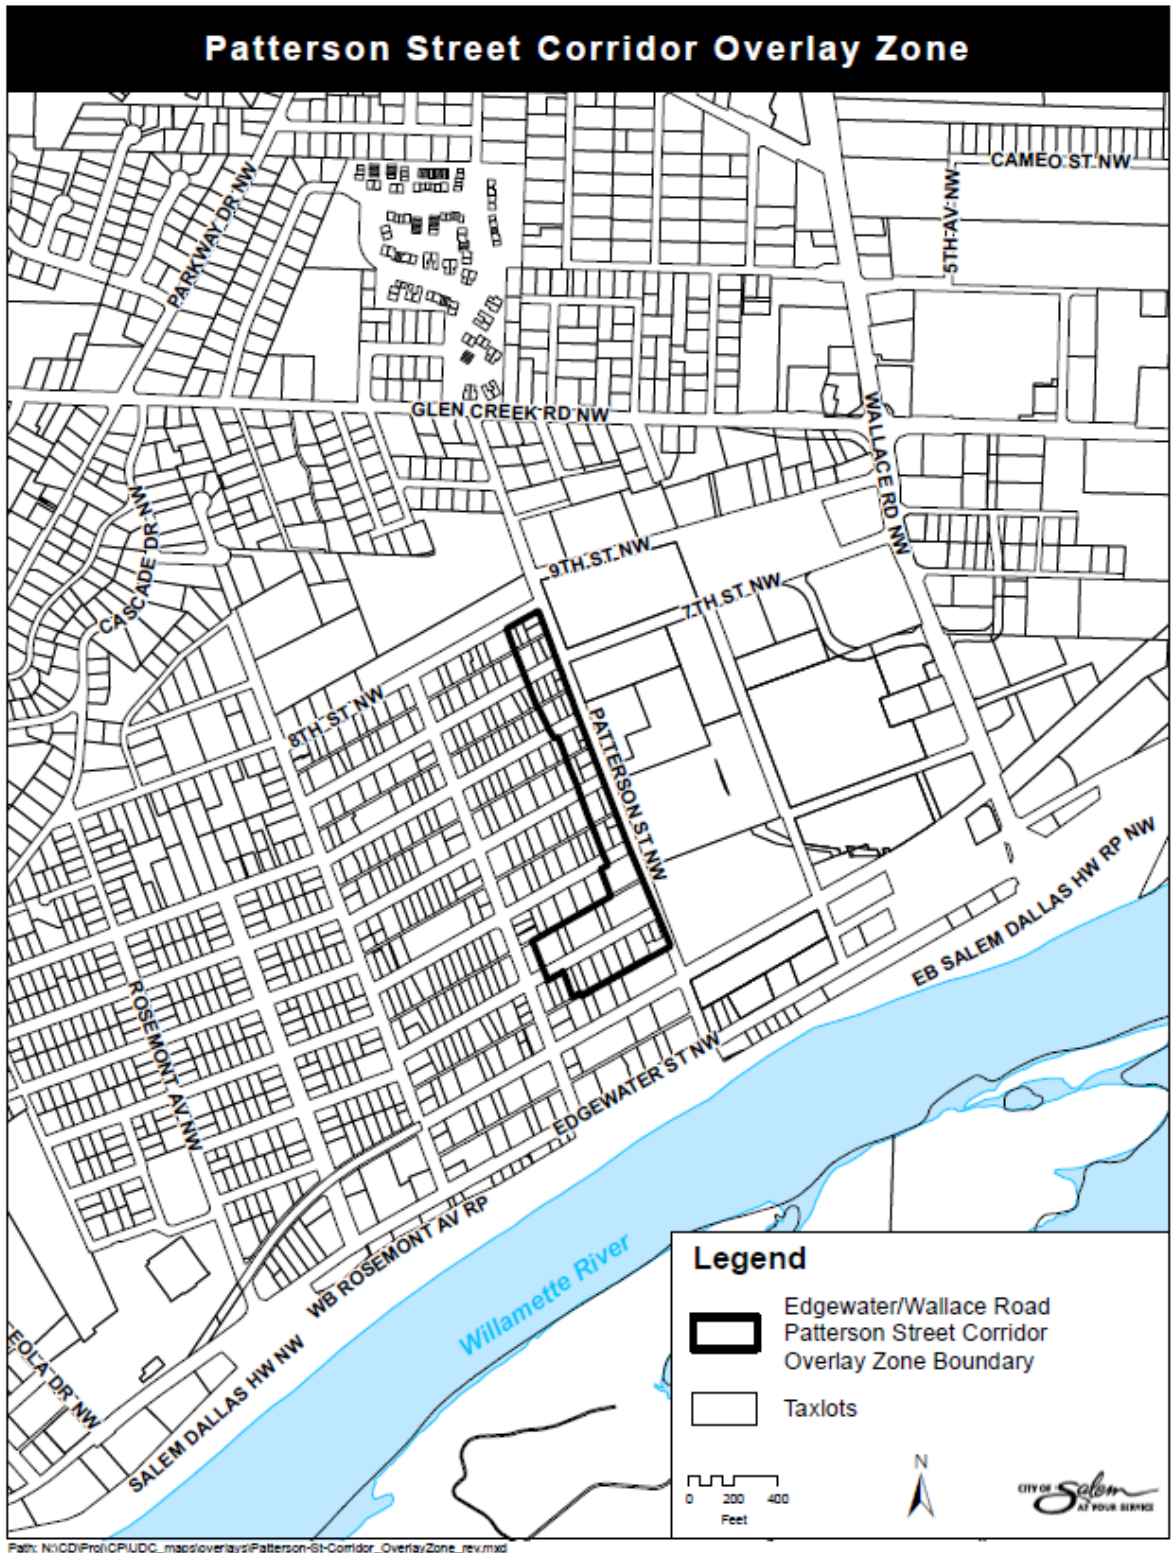 Patterson Street Corridor Overlay Zone
CAMEO ST NW
5TH AV NW
PARKWAY DR NW
GLEN CREEK RD NW
WALLACE RD NW
CASCADE DR NW
9TH ST NW
7TH ST NW
8TH ST NW
PATTERSON ST NW
EB SALEM DALLAS HW RP NW
ROSEMONT AV NW
EDGEWATER ST NW
WB ROSEMONT AV RP
Willamette River
EOLA DR NW
SALEM DALLAS HW NW
Legend
Edgewater/Wallace Road
Patterson Street Corridor
Overlay Zone Boundary
Taxlots
N
0 200 400
Feet
CITY OF Salem
AT YOUR SERVICE
Path: N:\CD\Proj\CP\UDC_maps\overlays\Patterson-St-Corridor_OverlayZone_rev.mxd